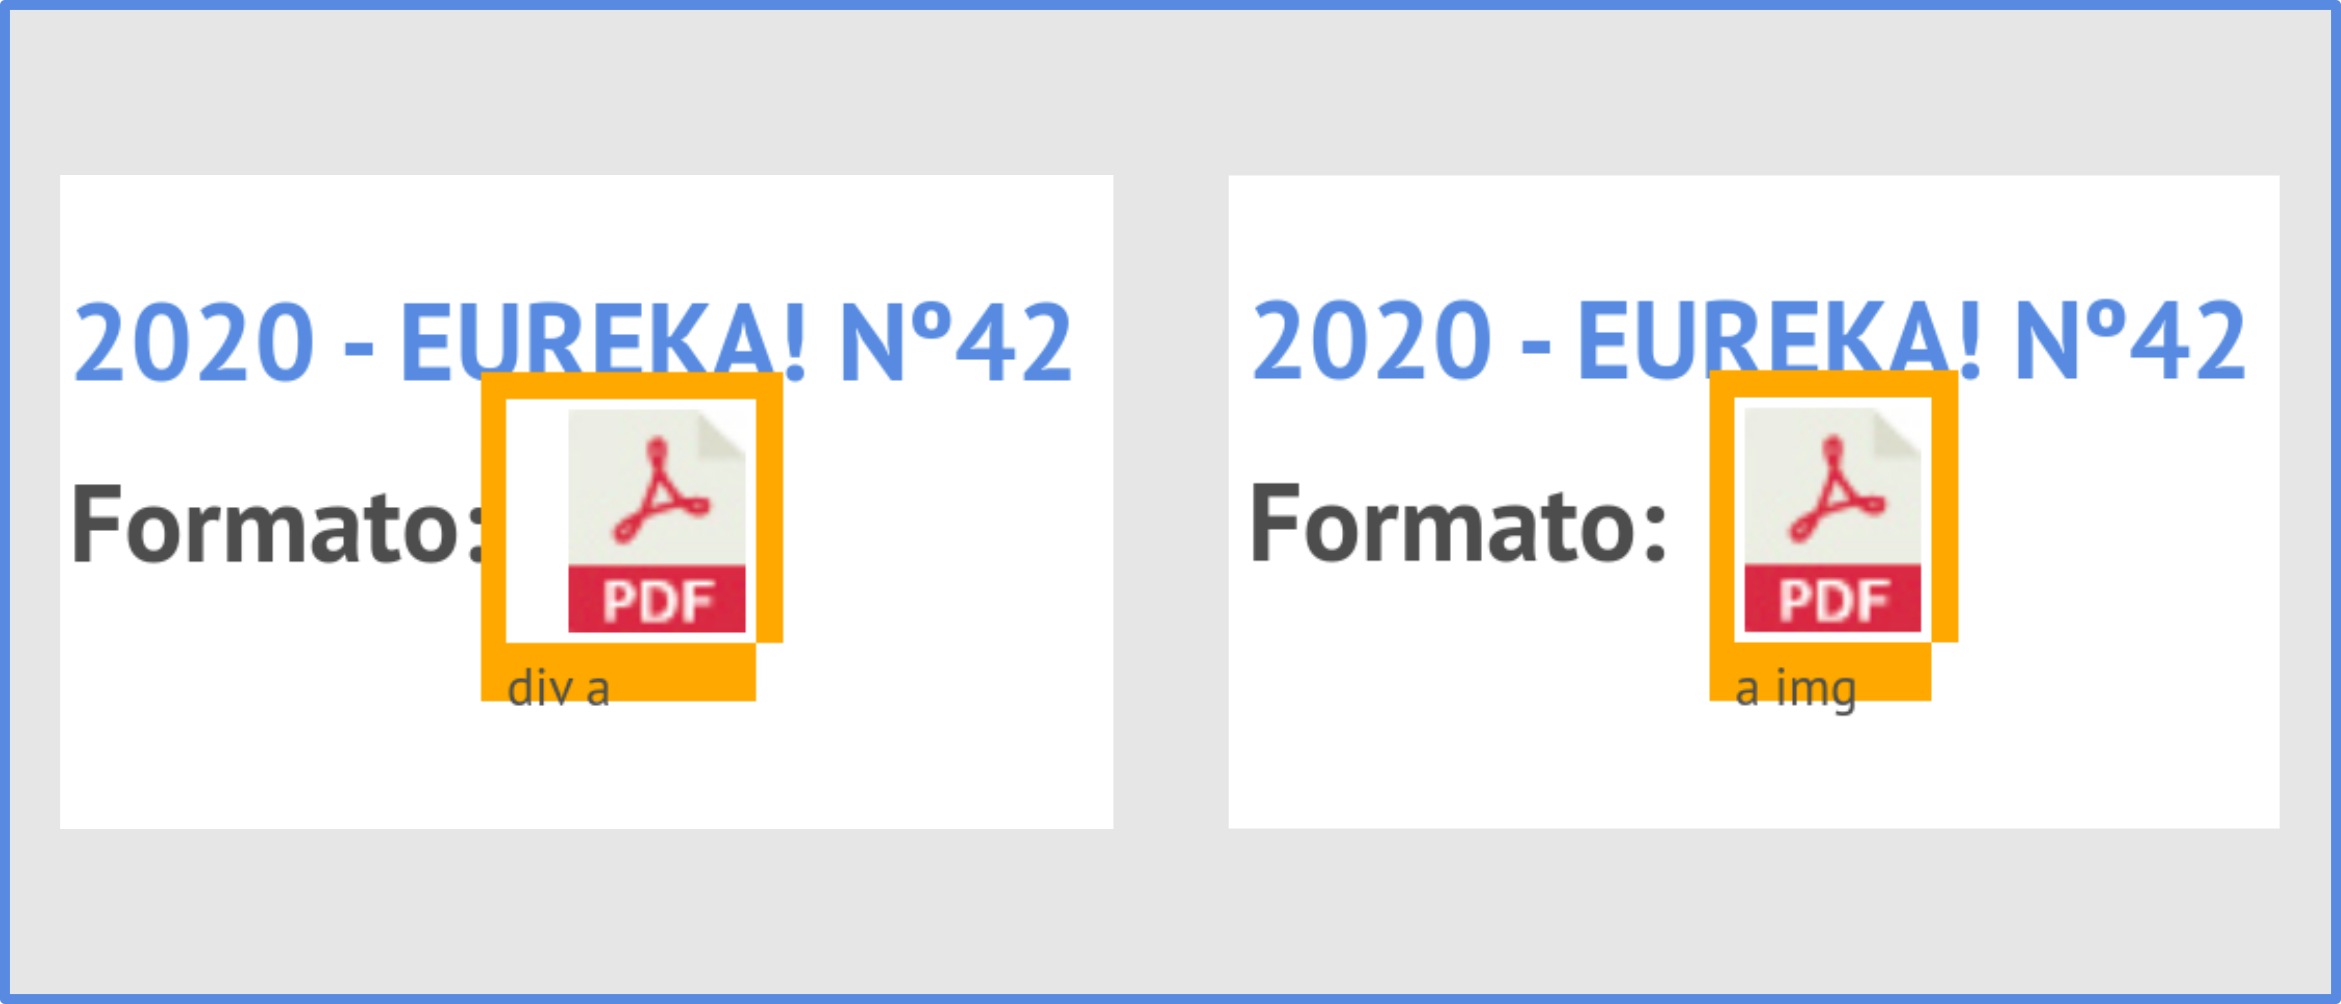 2020 - EUREKA! Nº42
Formato:
PDF
div a
2020 - EUREKA! Nº42
Formato:
PDF
a img